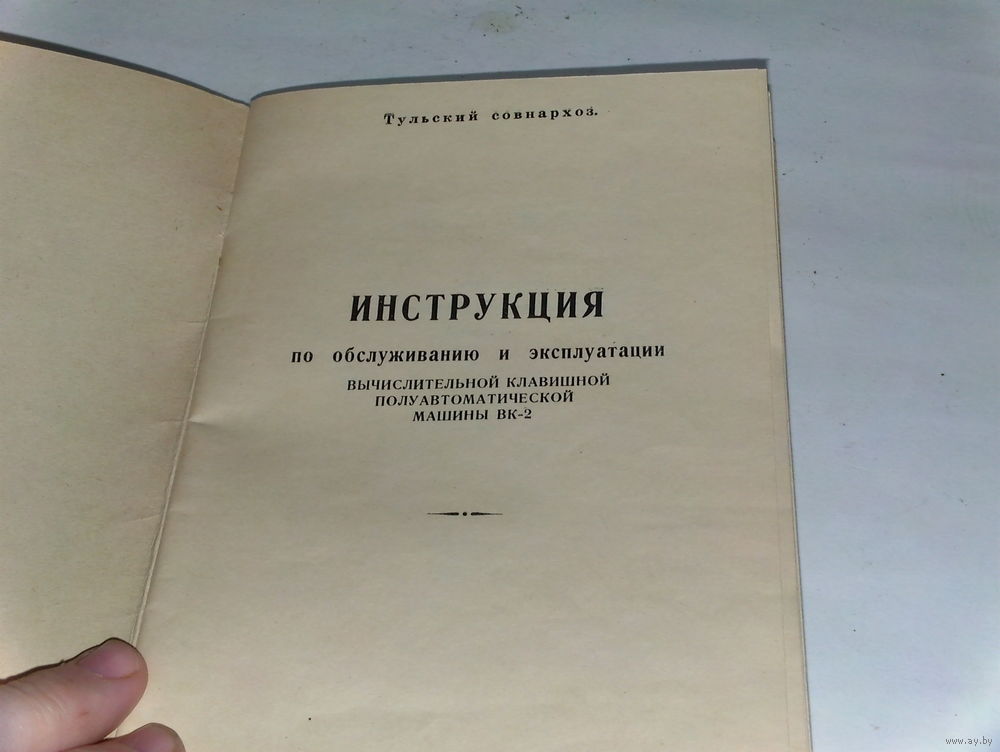 Тульский совнархоз.
ИНСТРУКЦИЯ
по обслуживанию и эксплуатации
ВЫЧИСЛИТЕЛЬНОЙ КЛАВИШНОЙ
ПОЛУАВТОМАТИЧЕСКОЙ
МАШИНЫ ВК-2
www.ay.by